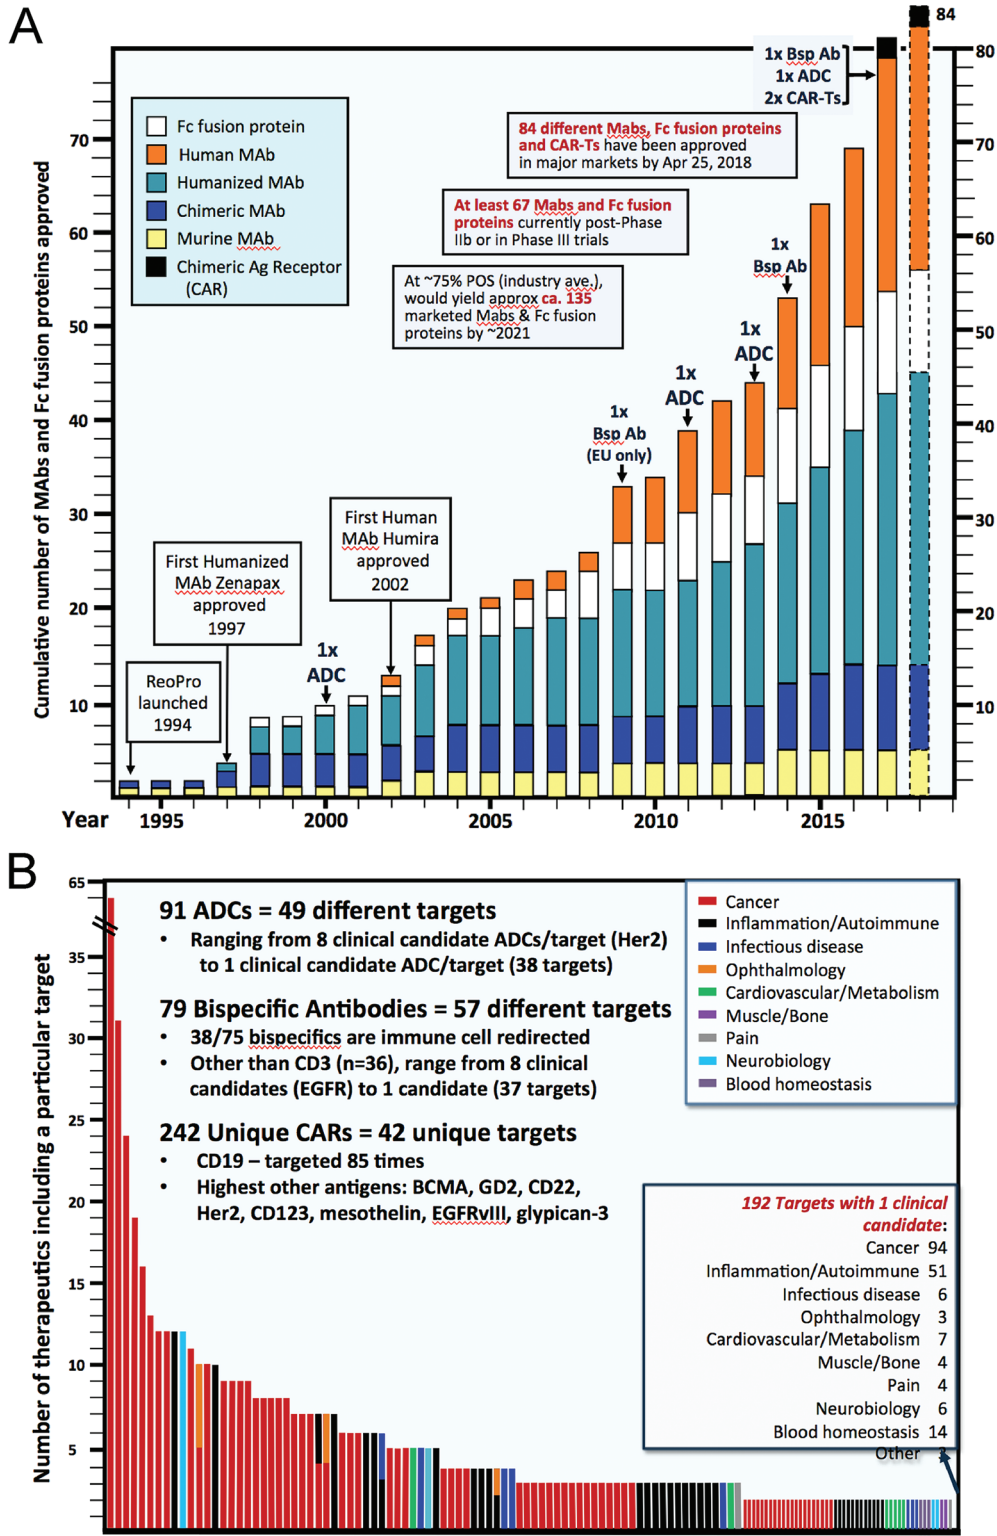 A
84
80
70
60
50
40
30
20
10
Cumulative number of MAbs and Fc fusion proteins approved
70
60
50
40
30
20
10
Fc fusion protein
Human MAb
Humanized MAb
Chimeric MAb
Murine MAb
Chimeric Ag Receptor
(CAR)
1x Bsp Ab
1x ADC
2x CAR-Ts
84 different Mabs, Fc fusion proteins
and CAR-Ts have been approved
in major markets by Apr 25, 2018
At least 67 Mabs and Fc fusion
proteins currently post-Phase
IIb or in Phase III trials
At ~75% POS (industry ave.),
would yield approx ca. 135
marketed Mabs & Fc fusion
proteins by ~2021
1x
Bsp Ab
1x
ADC
1x
ADC
1x
Bsp Ab
(EU only)
First Human
MAb Humira
approved
2002
First Humanized
MAb Zenapax
approved
1997
1x
ADC
ReoPro
launched
1994
Year
1995
2000
2005
2010
2015
B
65
35
30
25
20
15
10
5
Number of therapeutics including a particular target
91 ADCs = 49 different targets
• Ranging from 8 clinical candidate ADCs/target (Her2)
to 1 clinical candidate ADC/target (38 targets)
79 Bispecific Antibodies = 57 different targets
• 38/75 bispecifics are immune cell redirected
• Other than CD3 (n=36), range from 8 clinical
candidates (EGFR) to 1 candidate (37 targets)
242 Unique CARs = 42 unique targets
• CD19 – targeted 85 times
• Highest other antigens: BCMA, GD2, CD22,
Her2, CD123, mesothelin, EGFRvIII, glypican-3
Cancer
Inflammation/Autoimmune
Infectious disease
Ophthalmology
Cardiovascular/Metabolism
Muscle/Bone
Pain
Neurobiology
Blood homeostasis
192 Targets with 1 clinical
candidate:
Cancer 94
Inflammation/Autoimmune 51
Infectious disease 6
Ophthalmology 3
Cardiovascular/Metabolism 7
Muscle/Bone 4
Pain 4
Neurobiology 6
Blood homeostasis 14
Other